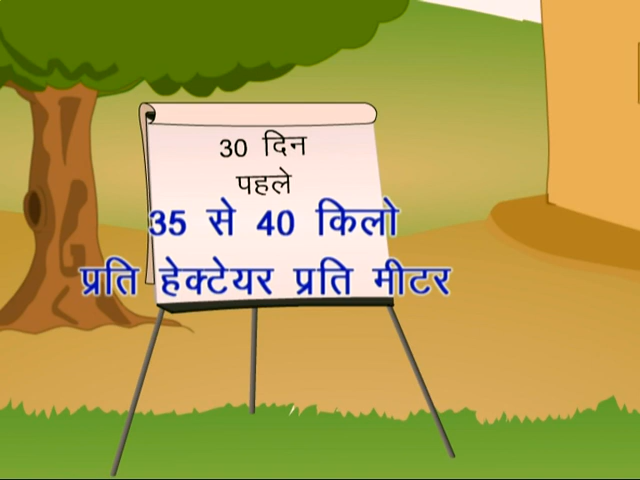 30 दिन
पहले
35 से 40 किलो
प्रति हेक्टेयर प्रति मीटर